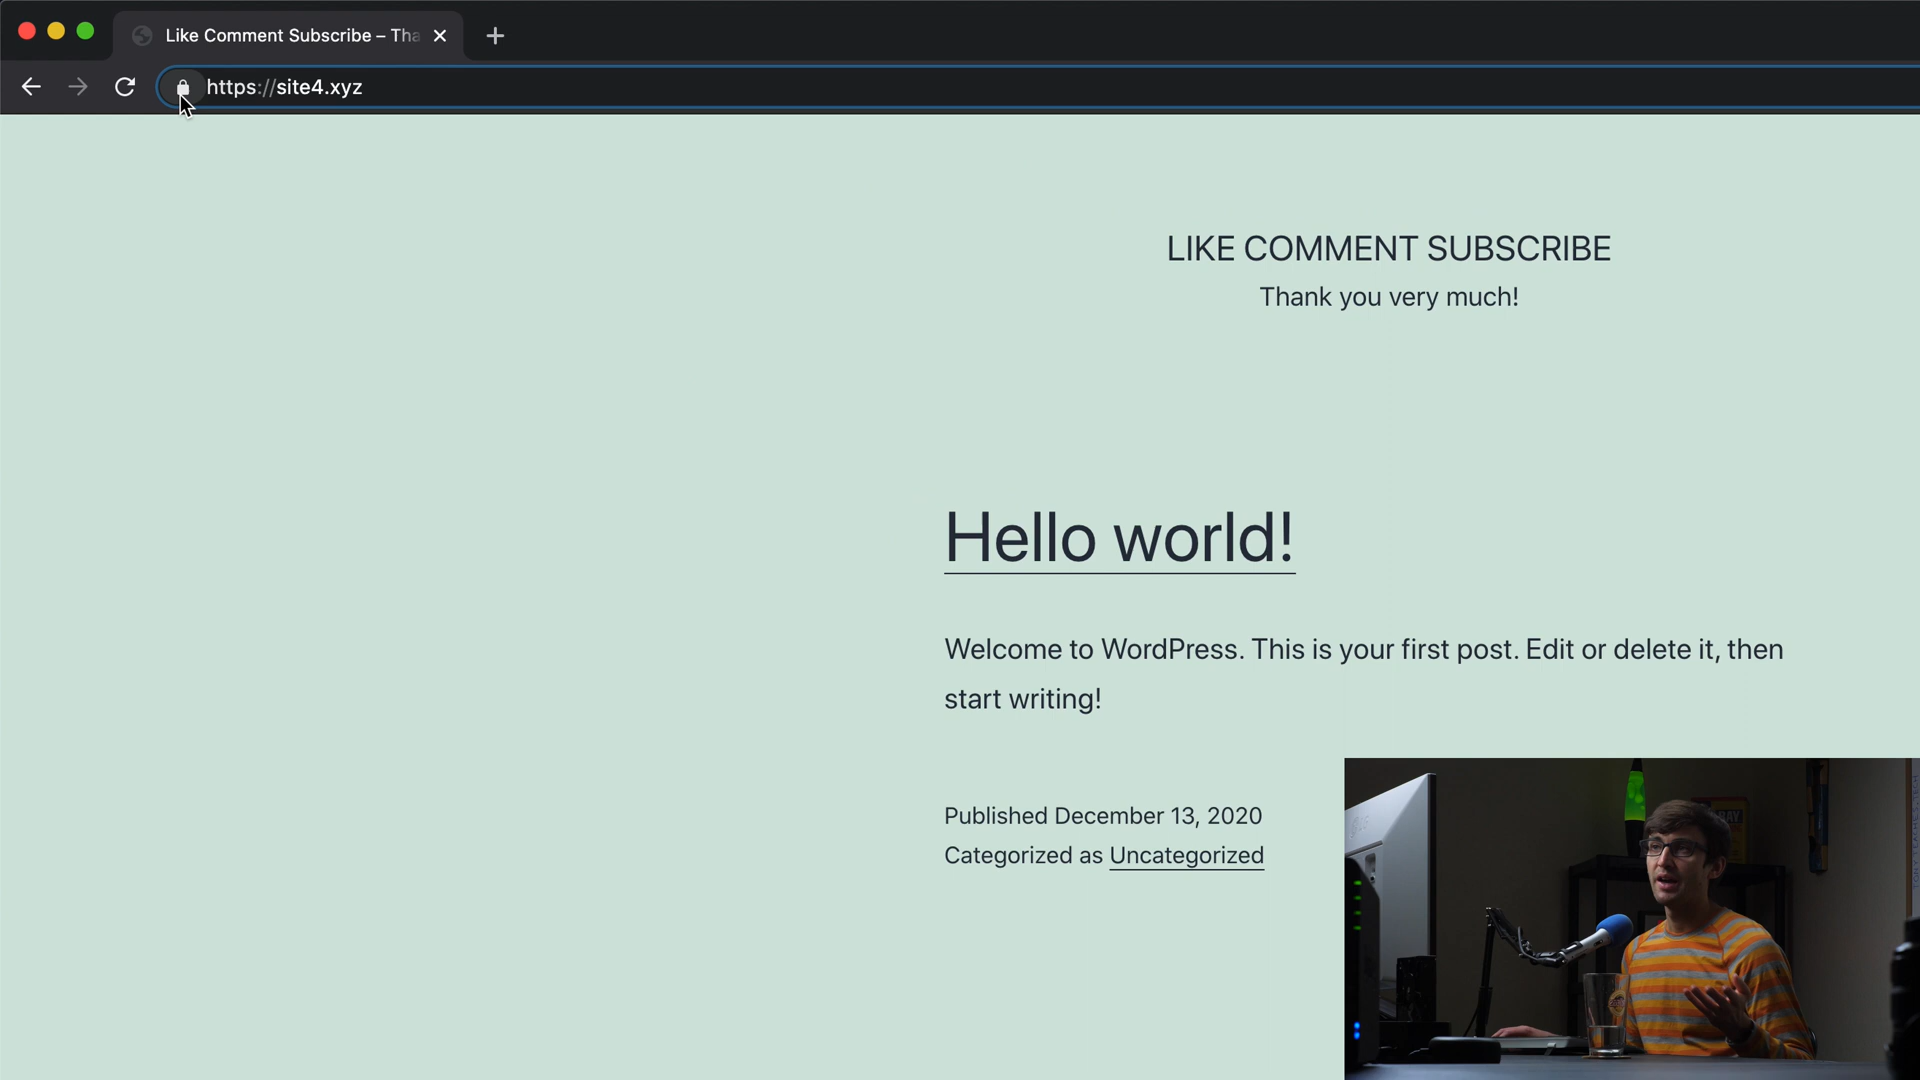 Like Comment Subscribe – Tha
https://site4.xyz
LIKE COMMENT SUBSCRIBE
Thank you very much!
Hello world!
Welcome to WordPress. This is your first post. Edit or delete it, then
start writing!
Published December 13, 2020
Categorized as Uncategorized